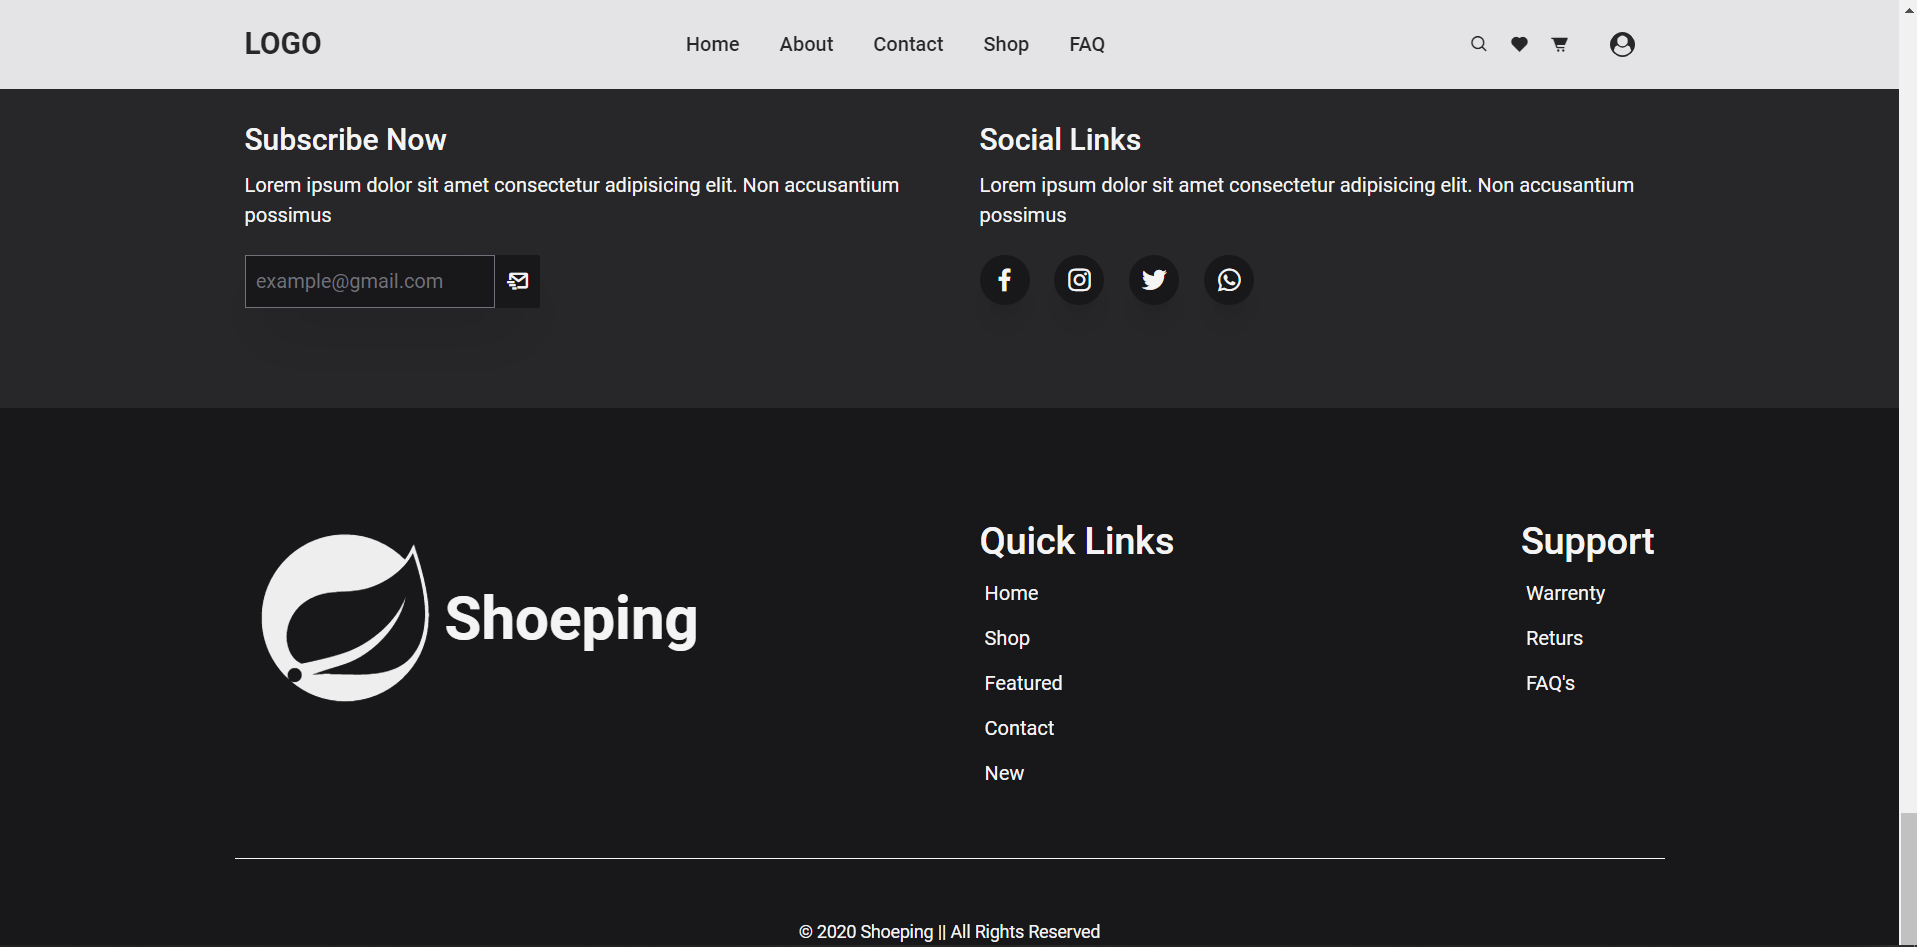 LOGO
Home About Contact Shop FAQ
Subscribe Now
Lorem ipsum dolor sit amet consectetur adipisicing elit. Non accusantium
possimus
example@gmail.com
Social Links
Lorem ipsum dolor sit amet consectetur adipisicing elit. Non accusantium
possimus
Shoeping
Quick Links
Home
Shop
Featured
Contact
New
Support
Warrenty
Returs
FAQ's
© 2020 Shoeping || All Rights Reserved